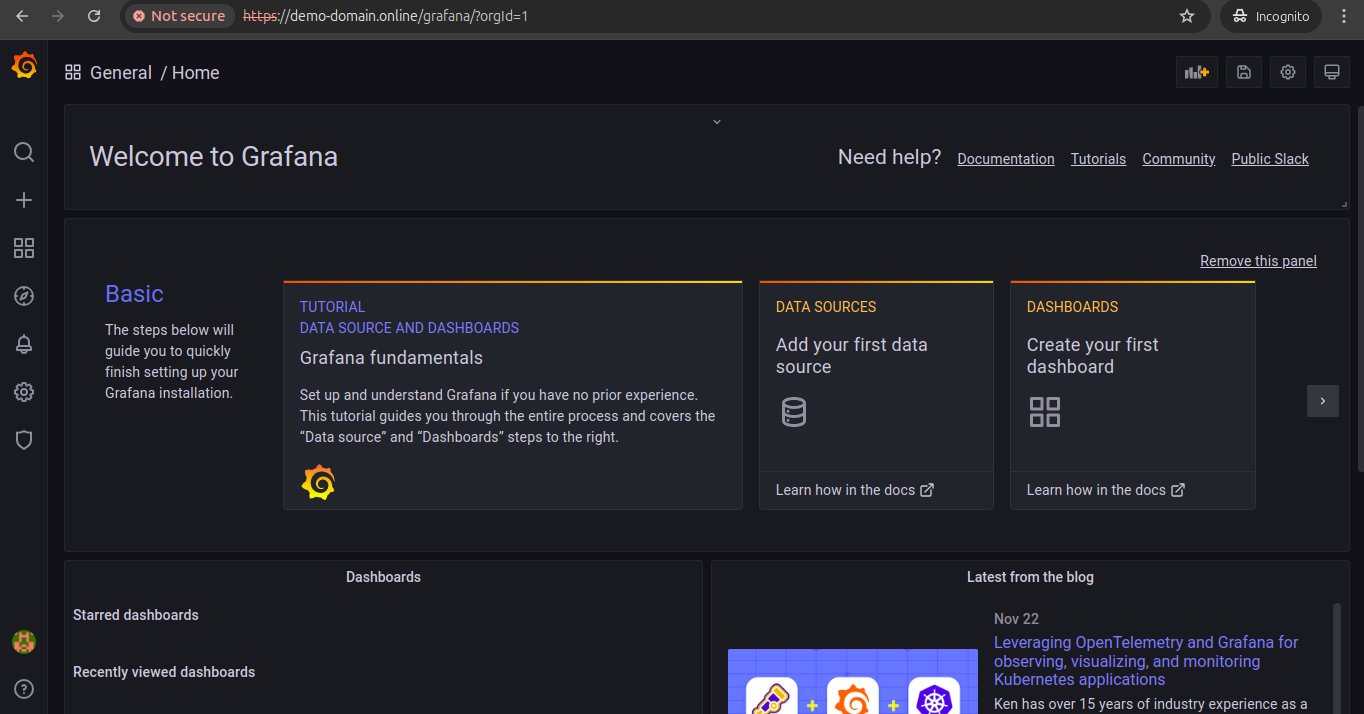 Not secure https://demo-domain.online/grafana/?orgId=1 Incognito
General / Home
Welcome to Grafana
Need help? Documentation Tutorials Community Public Slack
Remove this panel
Basic
The steps below will
guide you to quickly
finish setting up your
Grafana installation.
TUTORIAL
DATA SOURCE AND DASHBOARDS
Grafana fundamentals
Set up and understand Grafana if you have no prior experience.
This tutorial guides you through the entire process and covers the
“Data source” and “Dashboards” steps to the right.
DATA SOURCES
Add your first data
source
Learn how in the docs
DASHBOARDS
Create your first
dashboard
Learn how in the docs
Dashboards
Starred dashboards
Recently viewed dashboards
Latest from the blog
Nov 22
Leveraging OpenTelemetry and Grafana for
observing, visualizing, and monitoring
Kubernetes applications
Ken has over 15 years of industry experience as a